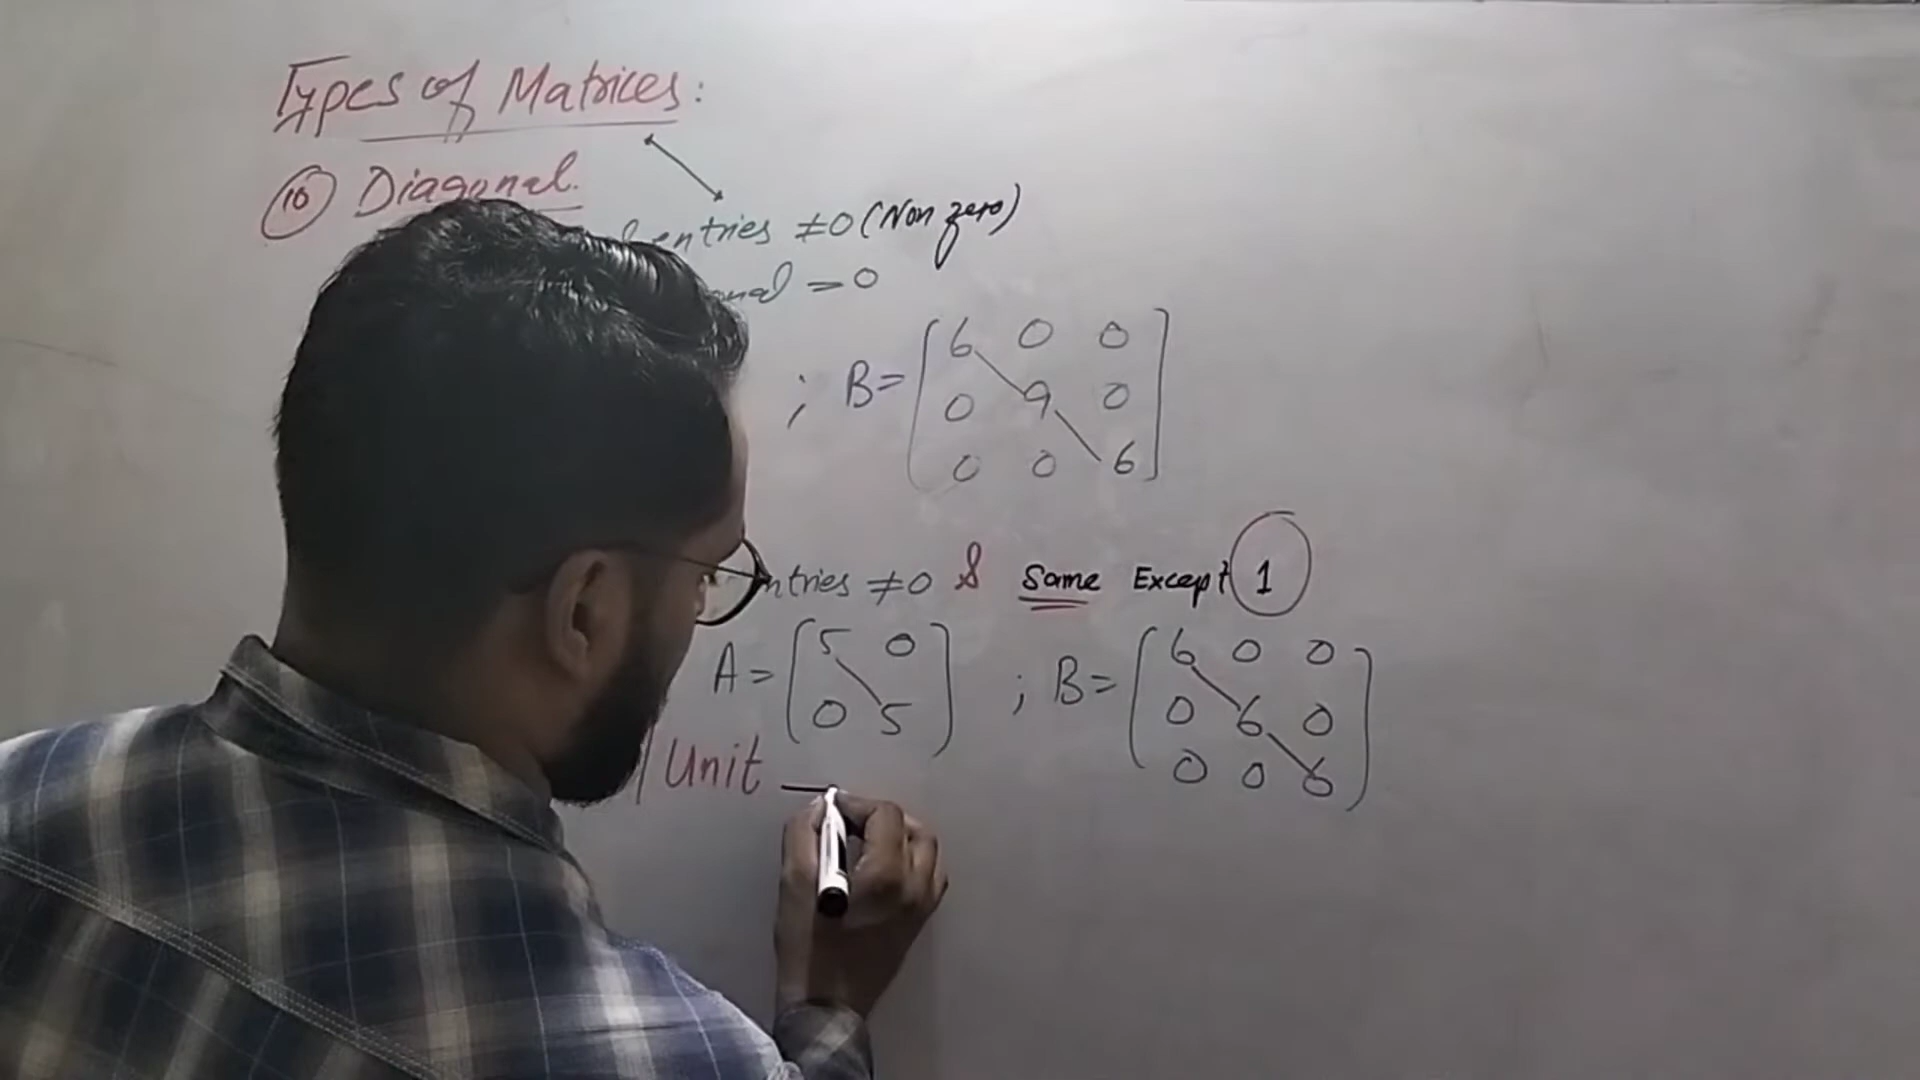 Types of Matrices:
(10) Diagonal.
entries ≠0 (Non zero)
=0
; B= [6 0 0
0 9 0
0 0 6]
ntries ≠0 & Same Except 1
A= [5 0
0 5] ; B= [6 0 0
0 6 0
0 0 6]
/ Unit —